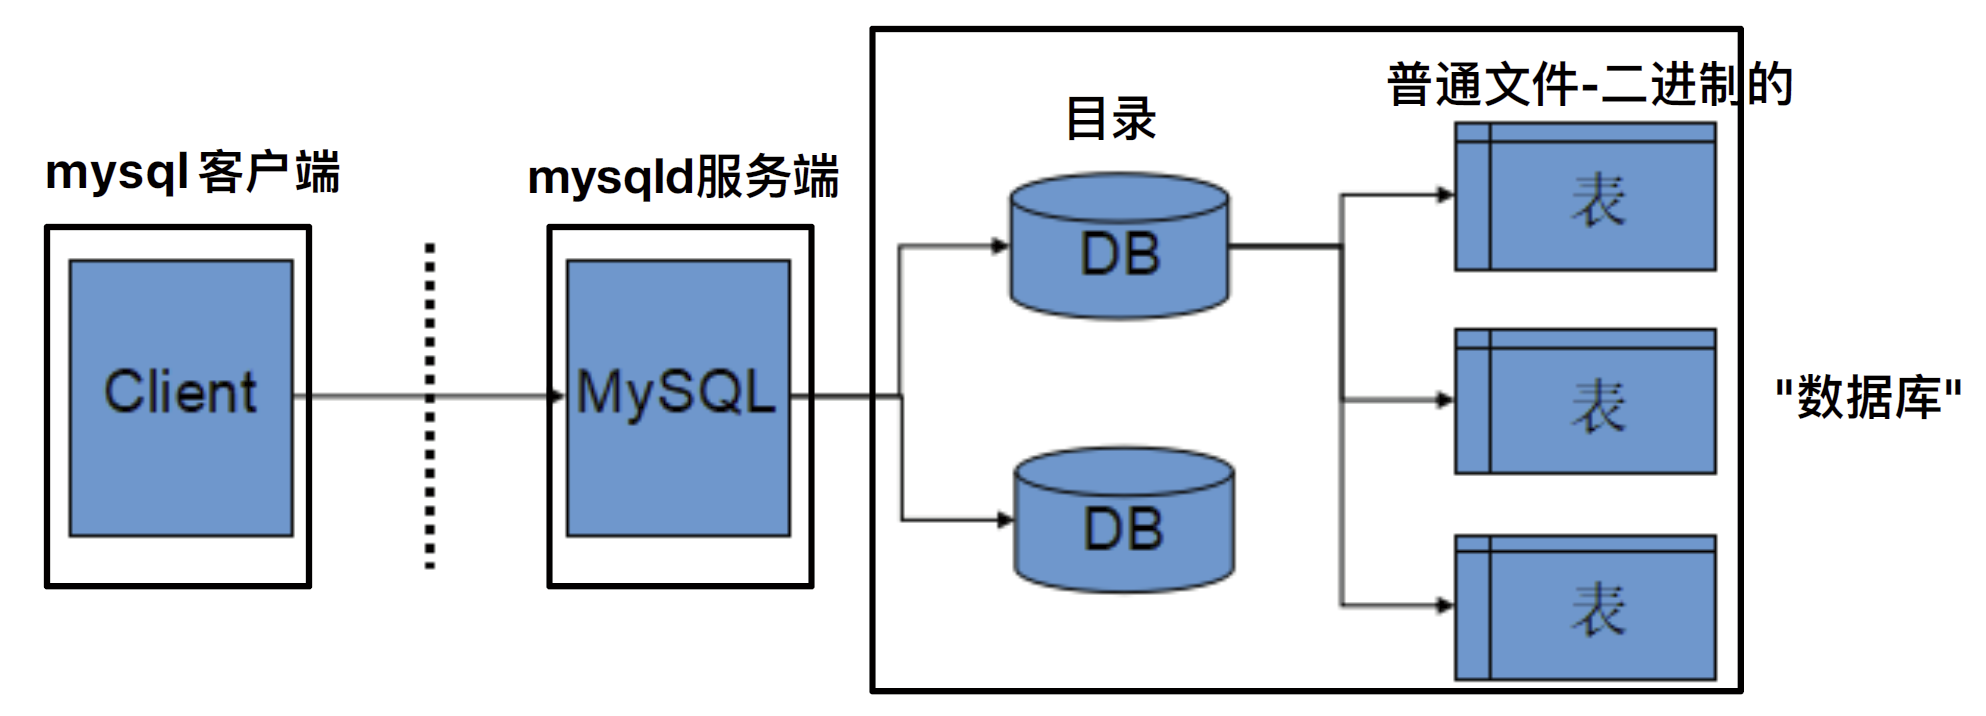 mysql 客户端
Client
mysqld服务端
MySQL
目录
DB
DB
普通文件-二进制的
表
表
表
"数据库"